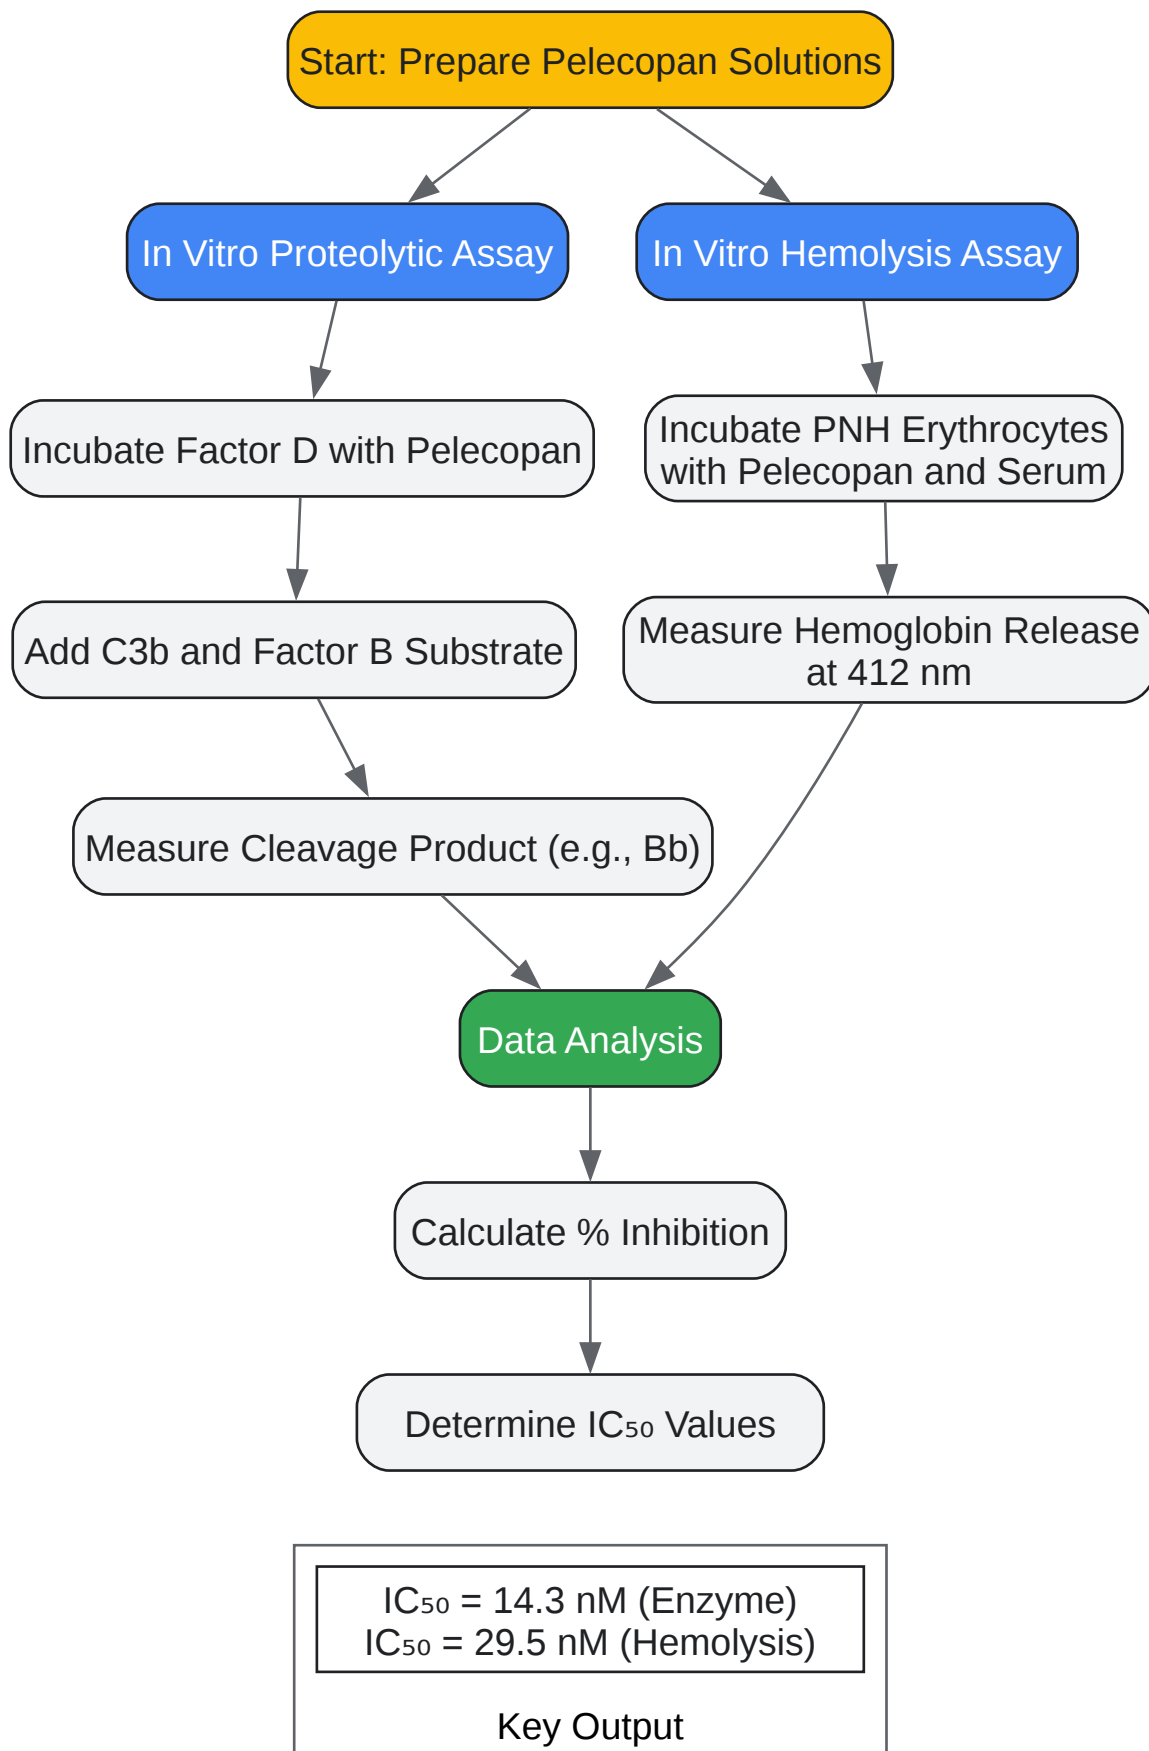 Start: Prepare Pelecopan Solutions
In Vitro Proteolytic Assay
In Vitro Hemolysis Assay
Incubate Factor D with Pelecopan
Incubate PNH Erythrocytes
with Pelecopan and Serum
Add C3b and Factor B Substrate
Measure Hemoglobin Release
at 412 nm
Measure Cleavage Product (e.g., Bb)
Data Analysis
Calculate % Inhibition
Determine IC₅₀ Values
IC₅₀ = 14.3 nM (Enzyme)
IC₅₀ = 29.5 nM (Hemolysis)
Key Output